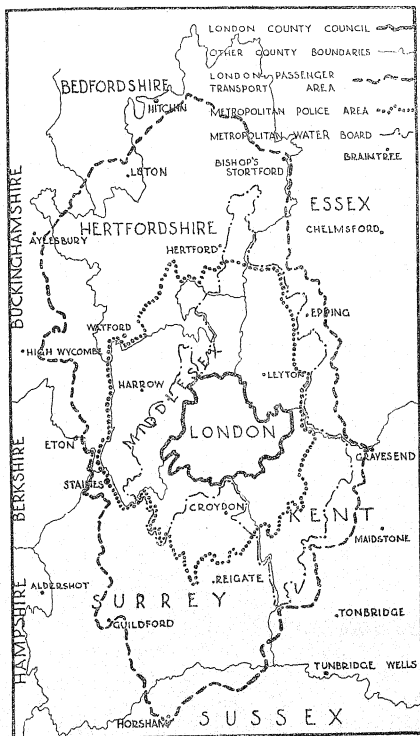 LONDON COUNTY COUNCIL
OTHER COUNTY BOUNDARIES
LONDON PASSENGER
TRANSPORT AREA
METROPOLITAN POLICE AREA
METROPOLITAN WATER BOARD
BEDFORDSHIRE
HITCHIN
BRAINTREE
BISHOP'S
STORTFORD
LUTON
BUCKINGHAMSHIRE
ESSEX
HERTFORDSHIRE
CHELMSFORD
AYLESBURY
HERTFORD
EPPING
WATFORD
HIGH WYCOMBE
MIDDLESEX
LEYTON
HARROW
LONDON
ETON
GRAVESEND
BERKSHIRE
STAINES
CROYDON
KENT
MAIDSTONE
REIGATE
ALDERSHOT
SURREY
HAMPSHIRE
TONBRIDGE
GUILDFORD
TUNBRIDGE WELLS
HORSHAM
SUSSEX